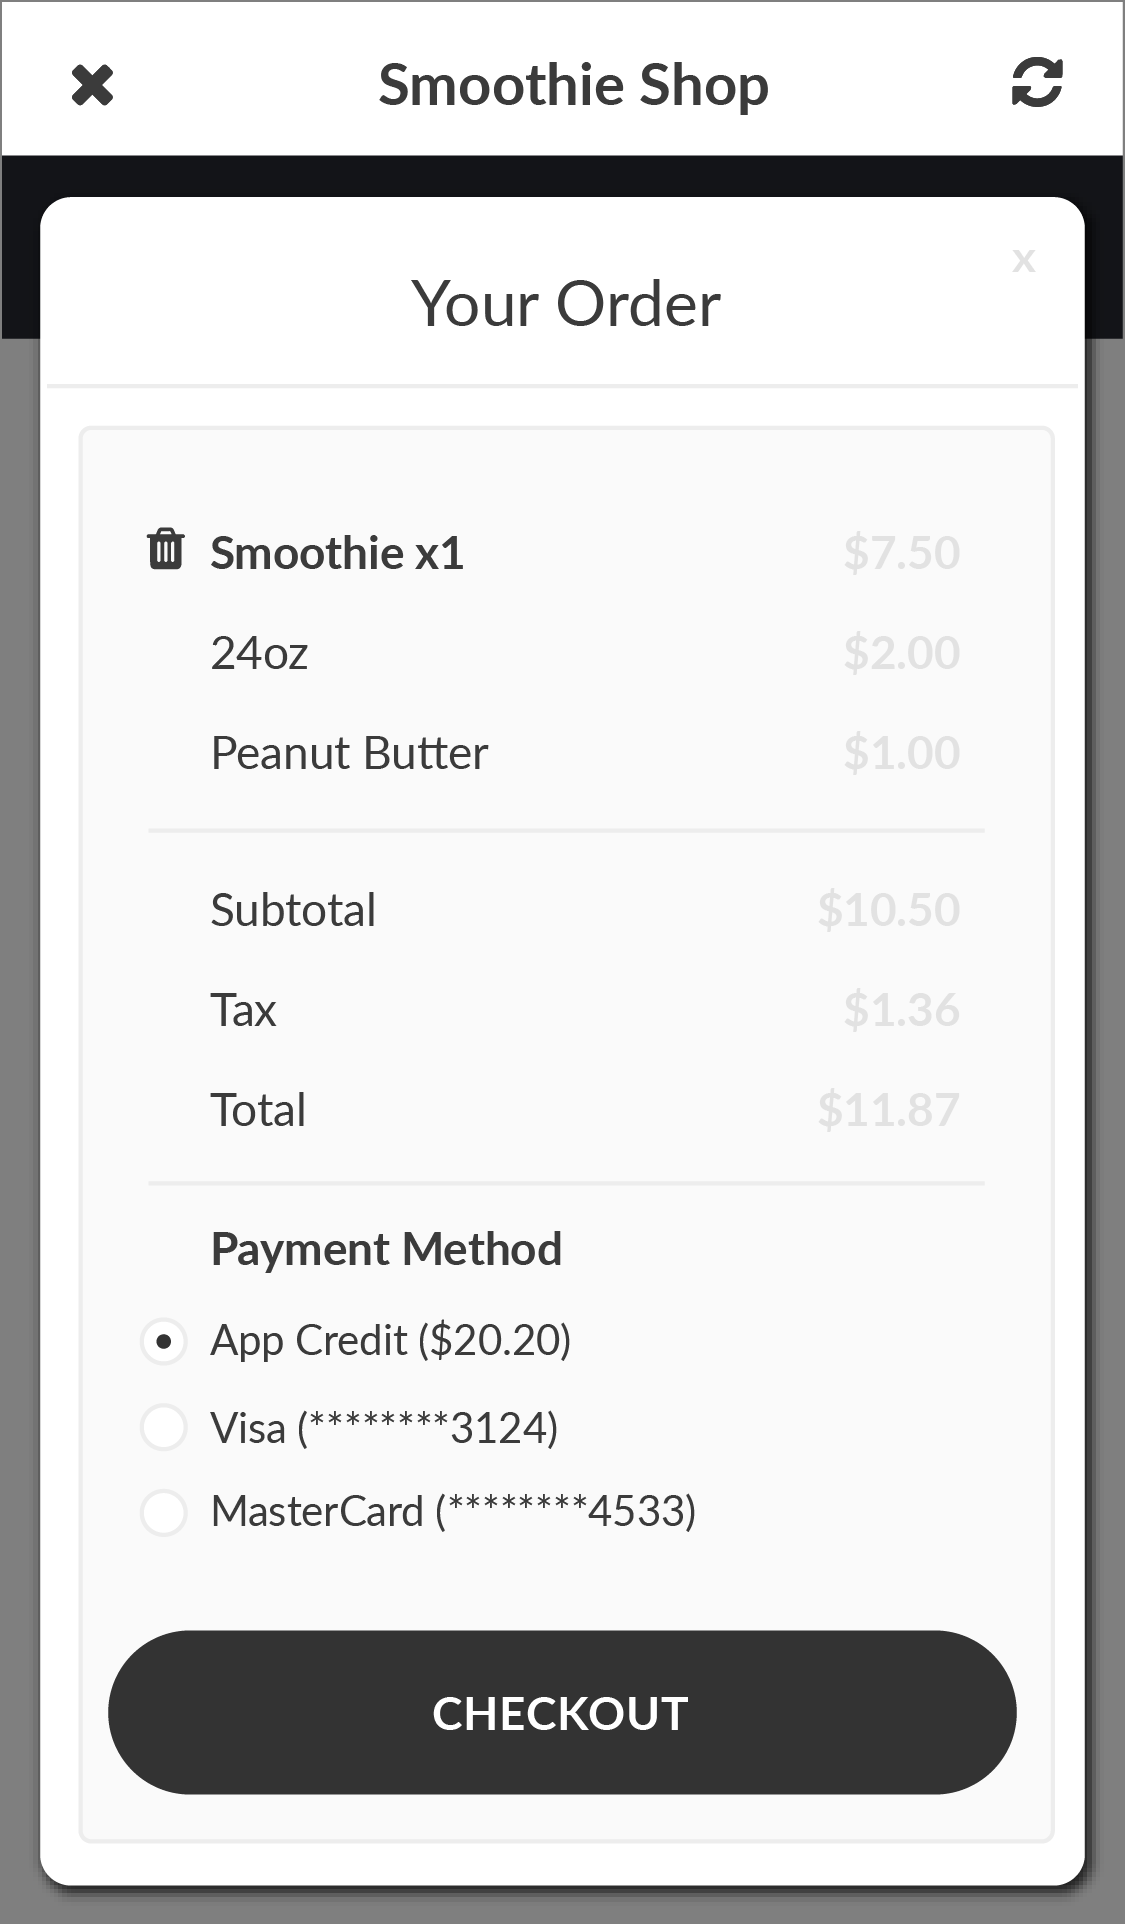 Smoothie Shop
x
Your Order
Smoothie x1 $7.50
24oz $2.00
Peanut Butter $1.00
Subtotal $10.50
Tax $1.36
Total $11.87
Payment Method
App Credit ($20.20)
Visa (********3124)
MasterCard (********4533)
CHECKOUT